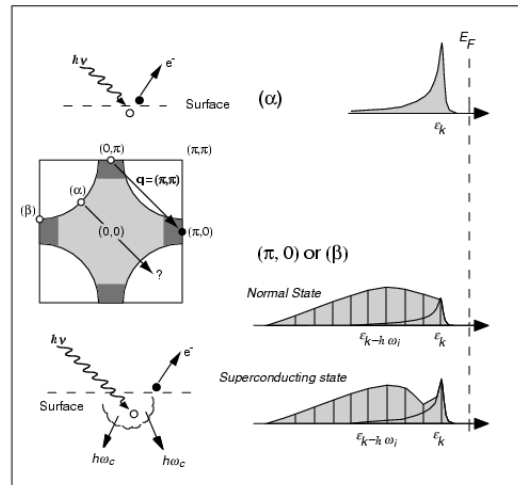 hν
e-
Surface
(α)
E_F
ε_k
(0,π)
(π,π)
q=(π,π)
(α)
(β)
(0,0)
(π,0)
?
(π, 0) or (β)
Normal State
ε_k−h ω_i
ε_k
hν
e-
Surface
hω_c
hω_c
Superconducting state
ε_k−h ω_i
ε_k